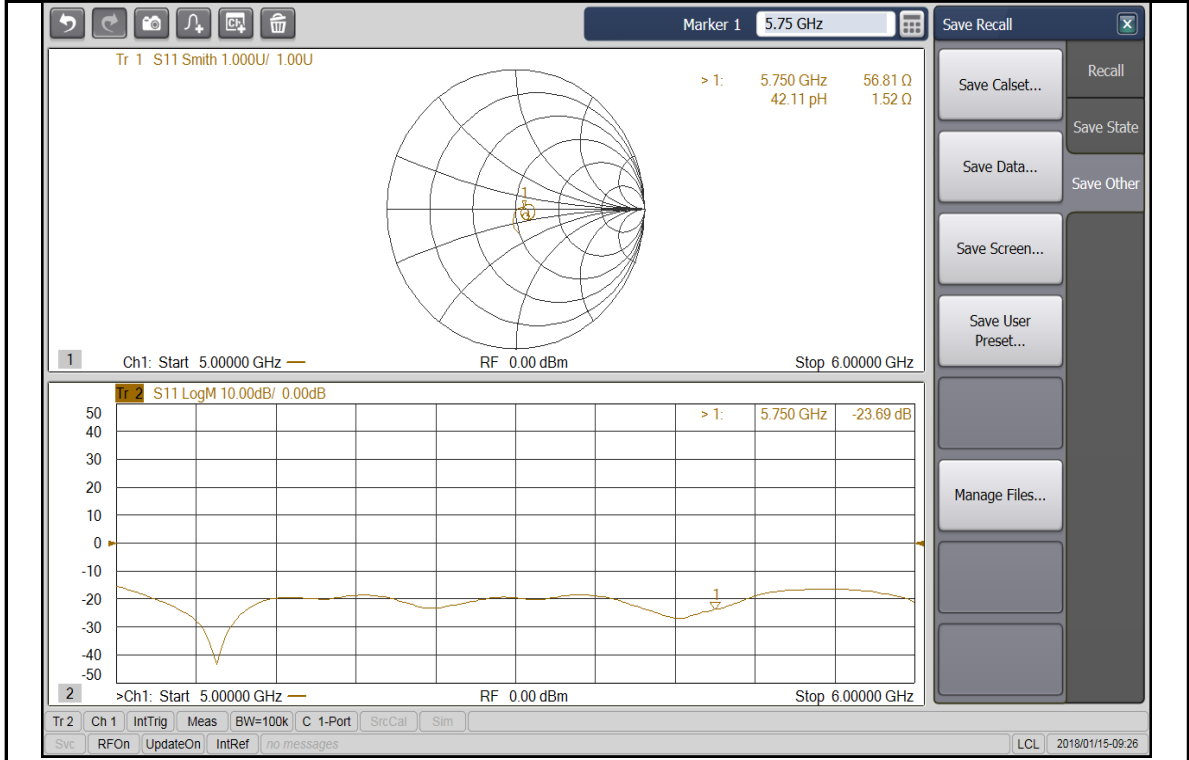 Marker 1 5.75 GHz
Save Recall
Tr 1 S11 Smith 1.000U/ 1.00U
> 1: 5.750 GHz 56.81 Ω
42.11 pH 1.52 Ω
1
1 Ch1: Start 5.00000 GHz RF 0.00 dBm Stop 6.00000 GHz
Tr 2 S11 LogM 10.00dB/ 0.00dB
> 1: 5.750 GHz -23.69 dB
50
40
30
20
10
0
-10
-20
-30
-40
-50
1
2 >Ch1: Start 5.00000 GHz RF 0.00 dBm Stop 6.00000 GHz
Save Calset...
Save Data...
Save Screen...
Save User
Preset...
Manage Files...
Recall
Save State
Save Other
Tr 2 Ch 1 IntTrig Meas BW=100k C 1-Port SrcCal Sim
Svc RFOn UpdateOn IntRef no messages LCL 2018/01/15-09:26